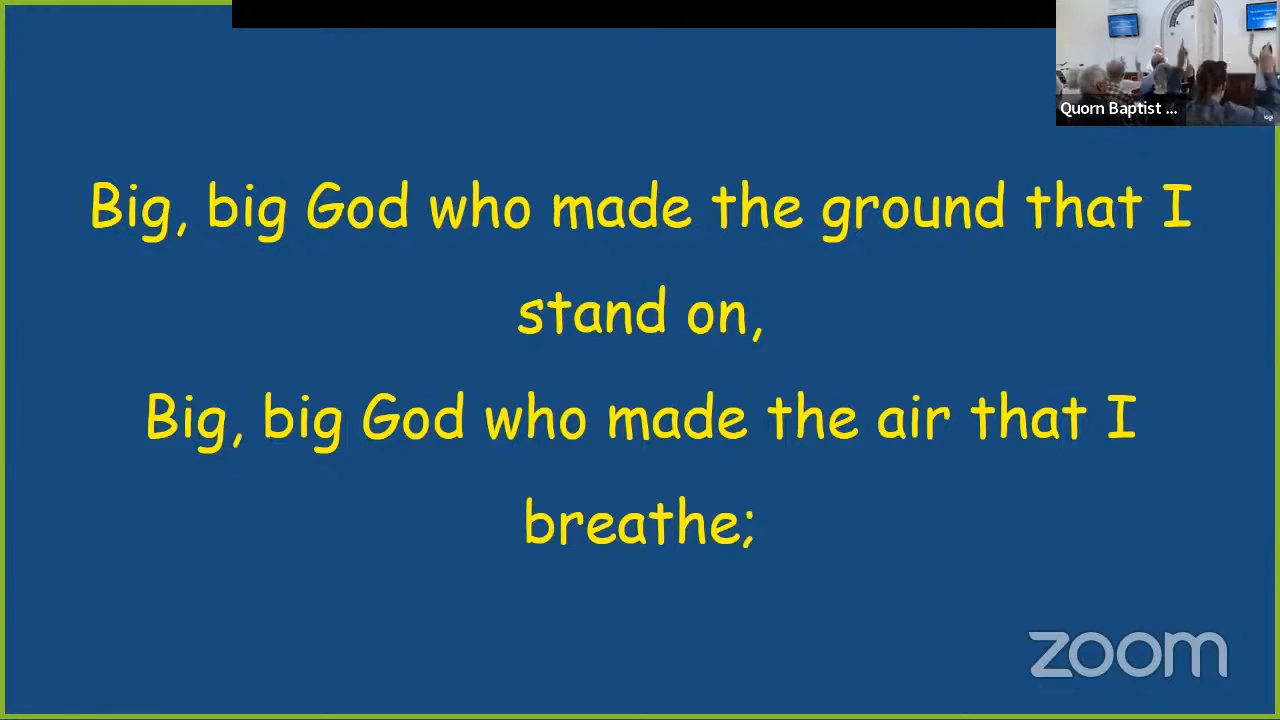 Quorn Baptist ...
Big, big God who made the ground that I
stand on,
Big, big God who made the air that I
breathe;
zoom
logi